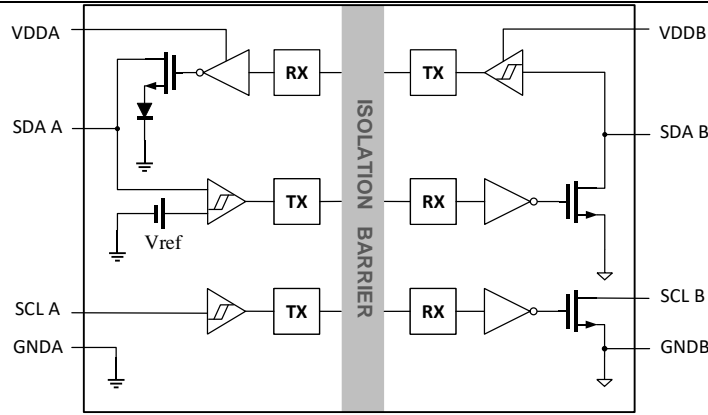 VDDA
VDDB
RX
TX
SDA A
SDA B
TX
RX
Vref
ISOLATION BARRIER
SCL A
TX
RX
SCL B
GNDA
GNDB